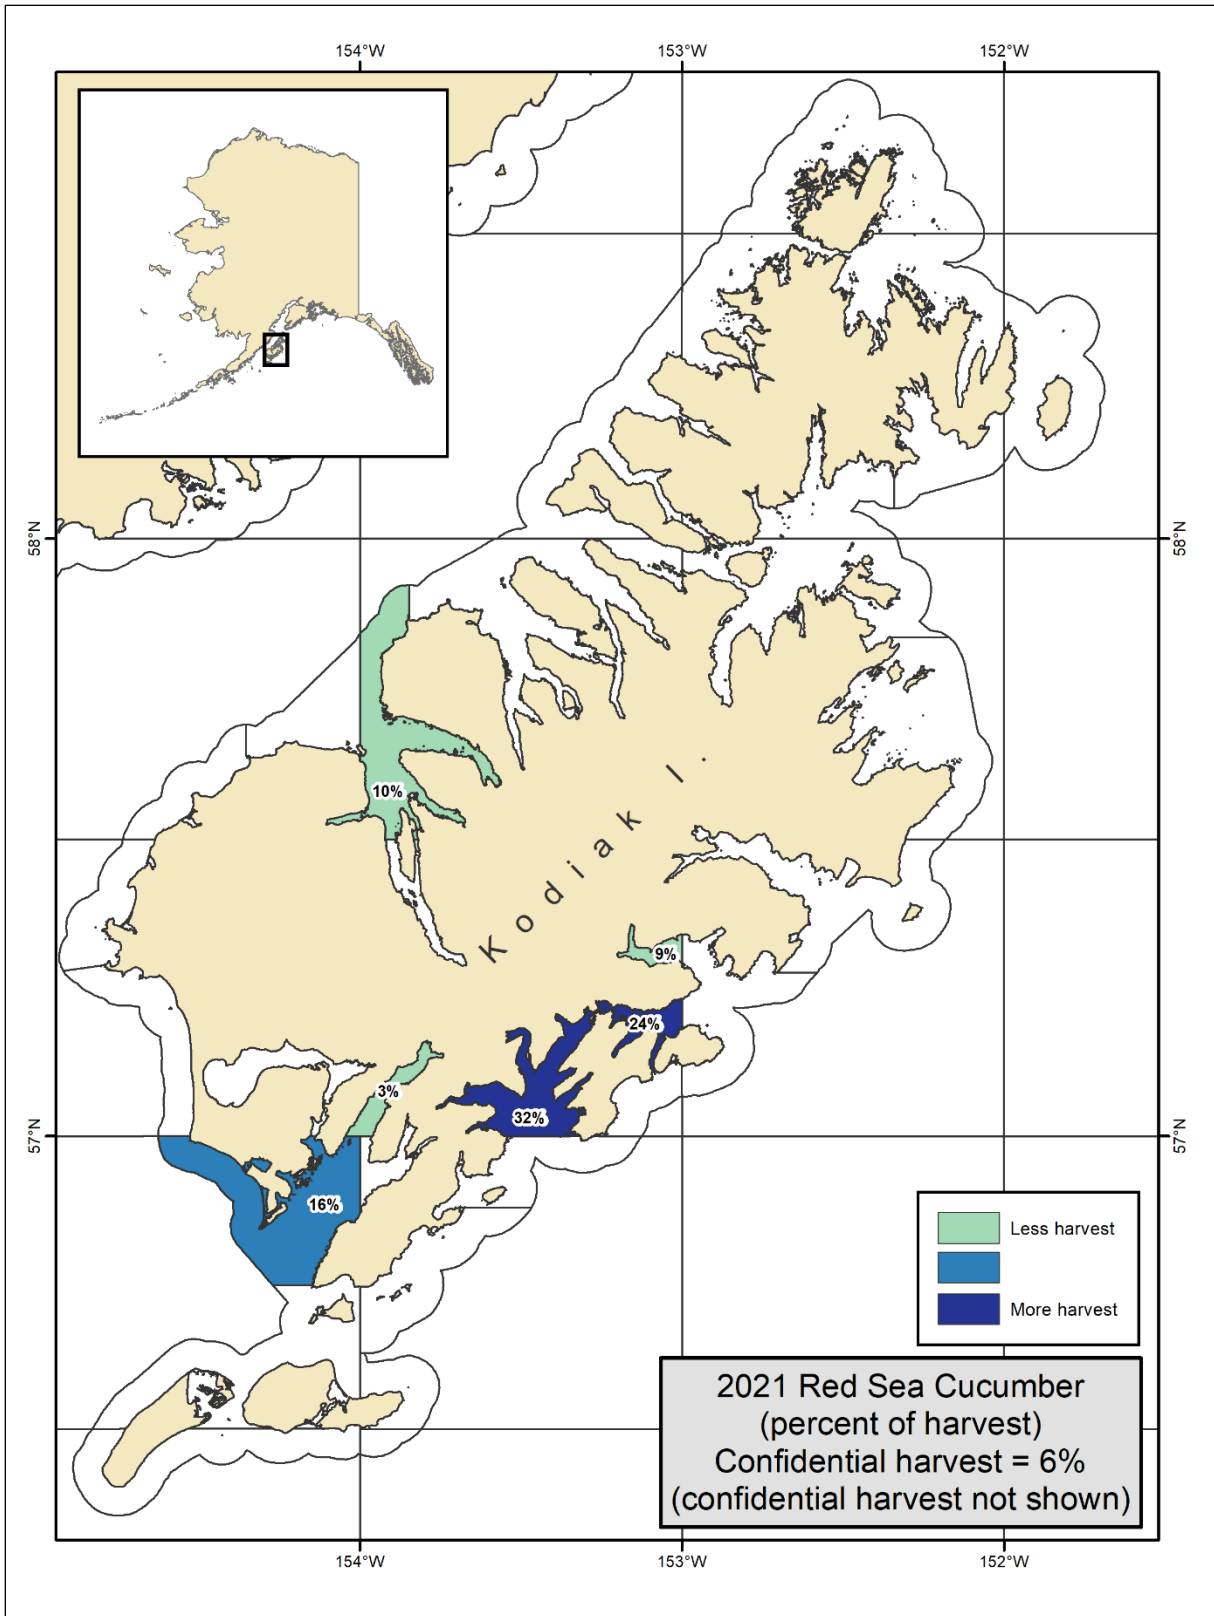 154°W
153°W
152°W
58°N
58°N
10%
Kodiak I.
9%
24%
3%
32%
57°N
57°N
16%
Less harvest
More harvest
2021 Red Sea Cucumber
(percent of harvest)
Confidential harvest = 6%
(confidential harvest not shown)
154°W
153°W
152°W